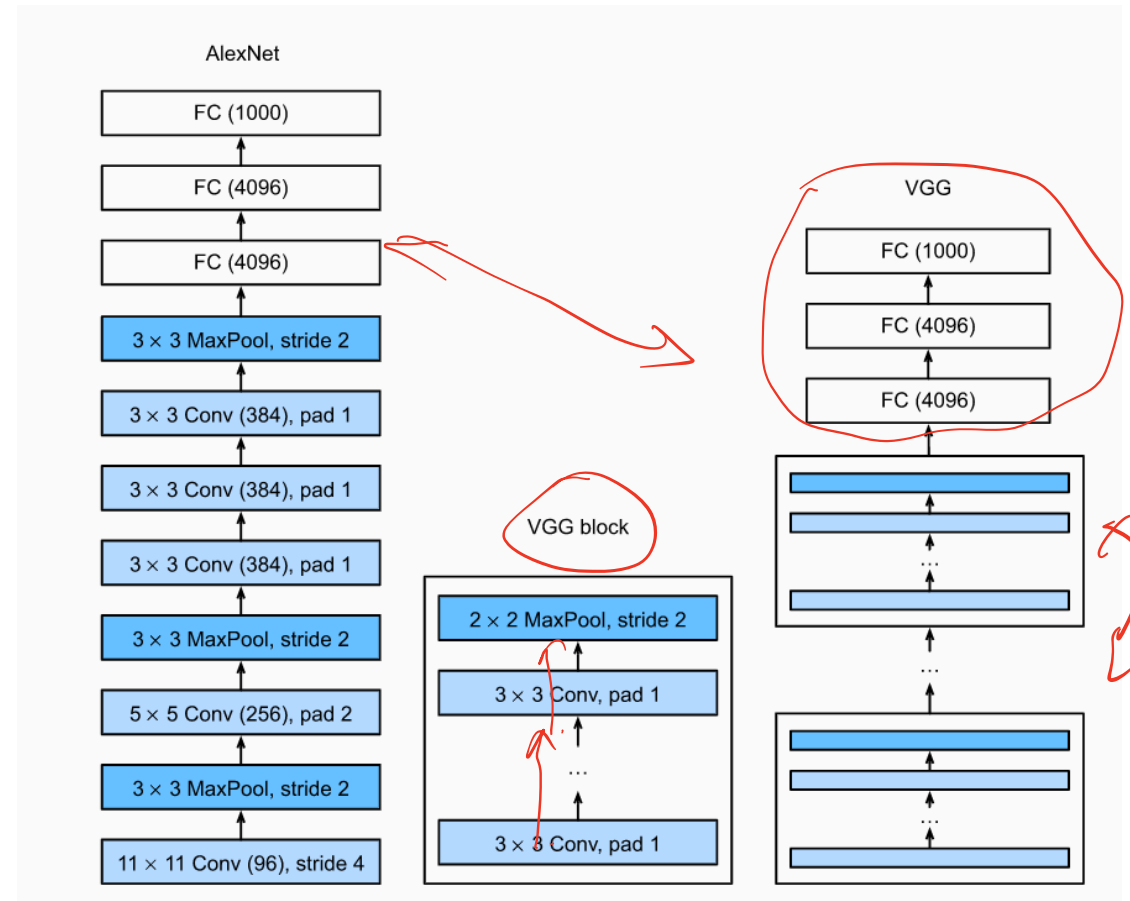 AlexNet
FC (1000)
FC (4096)
FC (4096)
3 × 3 MaxPool, stride 2
3 × 3 Conv (384), pad 1
3 × 3 Conv (384), pad 1
3 × 3 Conv (384), pad 1
3 × 3 MaxPool, stride 2
5 × 5 Conv (256), pad 2
3 × 3 MaxPool, stride 2
11 × 11 Conv (96), stride 4
VGG block
2 × 2 MaxPool, stride 2
3 × 3 Conv, pad 1
...
3 × 3 Conv, pad 1
VGG
FC (1000)
FC (4096)
FC (4096)
...
...
...